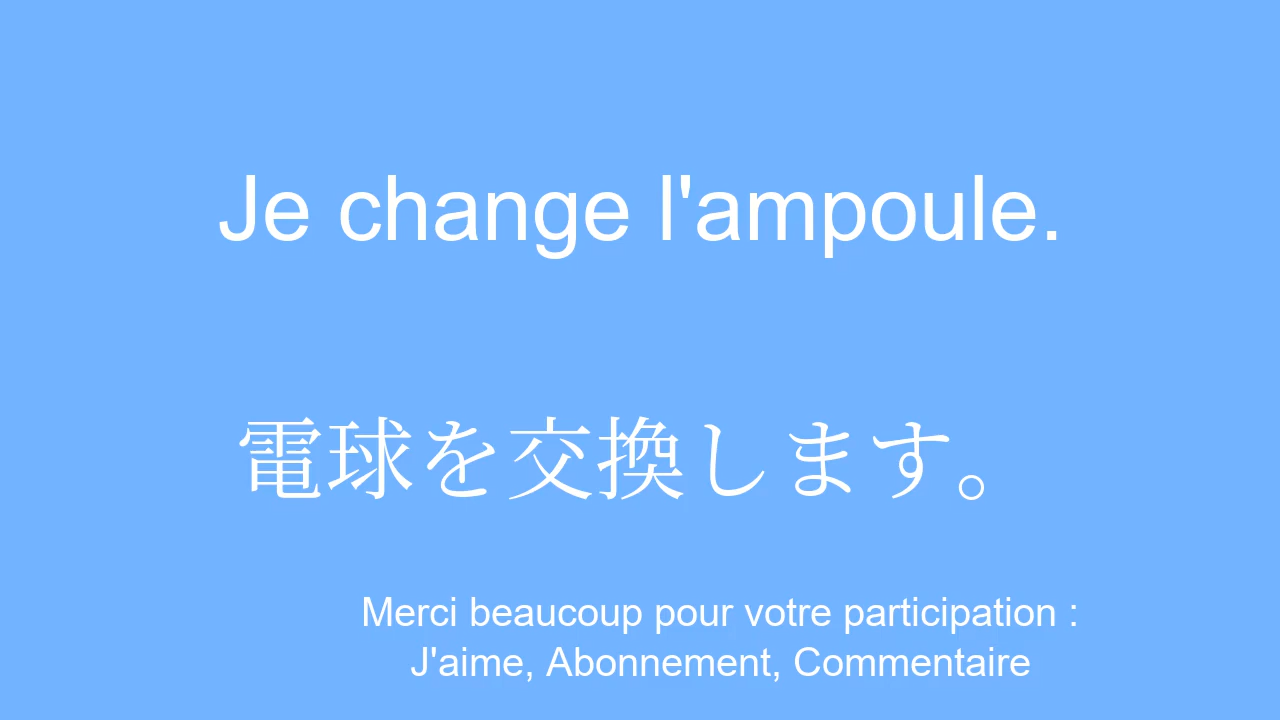 Je change l'ampoule.
電球を交換します。
Merci beaucoup pour votre participation :
J'aime, Abonnement, Commentaire